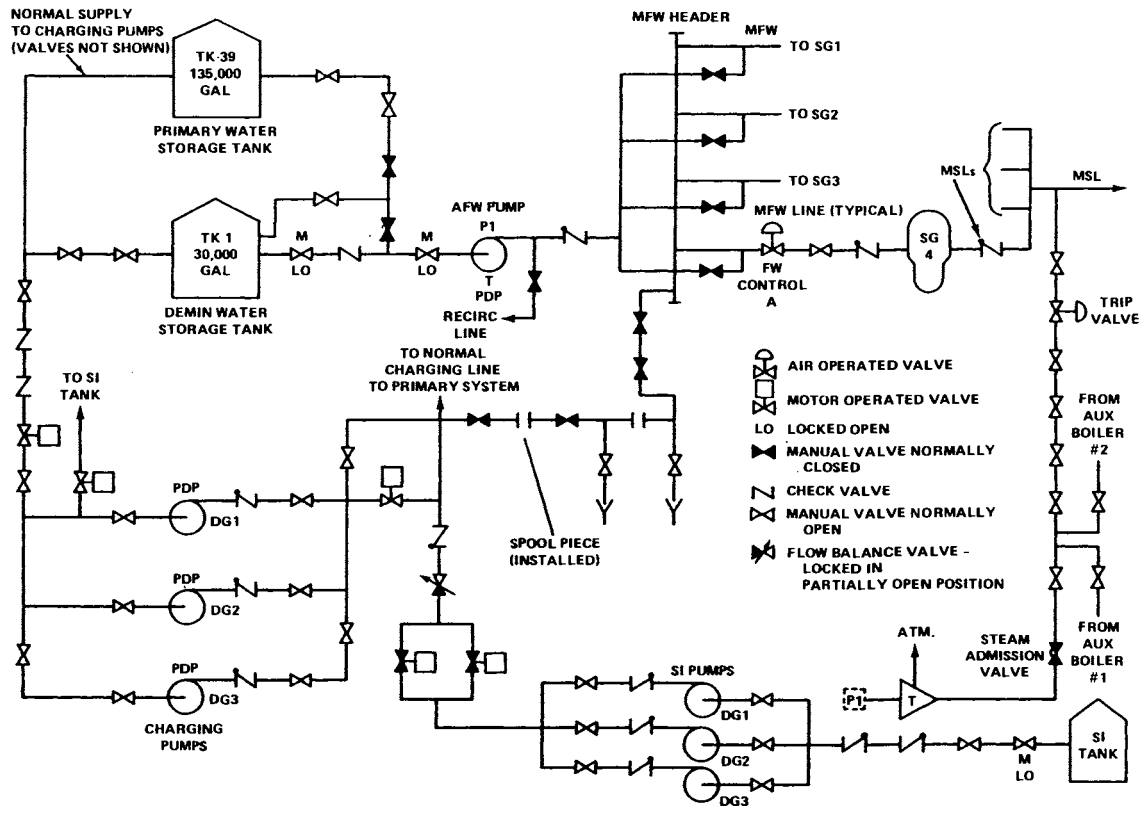 NORMAL SUPPLY
TO CHARGING PUMPS
(VALVES NOT SHOWN)
TK-39
135,000
GAL
PRIMARY WATER
STORAGE TANK
TK 1
30,000
GAL
DEMIN WATER
STORAGE TANK
M
LO
M
LO
AFW PUMP
P1
T
PDP
RECIRC
LINE
MFW HEADER
MFW
TO SG1
TO SG2
TO SG3
MFW LINE (TYPICAL)
FW
CONTROL
A
SG
4
MSLs
MSL
TRIP
VALVE
TO SI
TANK
TO NORMAL
CHARGING LINE
TO PRIMARY SYSTEM
AIR OPERATED VALVE
MOTOR OPERATED VALVE
LO LOCKED OPEN
MANUAL VALVE NORMALLY
CLOSED
CHECK VALVE
MANUAL VALVE NORMALLY
OPEN
FLOW BALANCE VALVE -
LOCKED IN
PARTIALLY OPEN POSITION
FROM
AUX
BOILER
#2
PDP
DG1
PDP
DG2
PDP
DG3
CHARGING
PUMPS
SPOOL PIECE
(INSTALLED)
SI PUMPS
DG1
DG2
DG3
ATM.
P1
T
STEAM
ADMISSION
VALVE
FROM
AUX
BOILER
#1
M
LO
SI
TANK